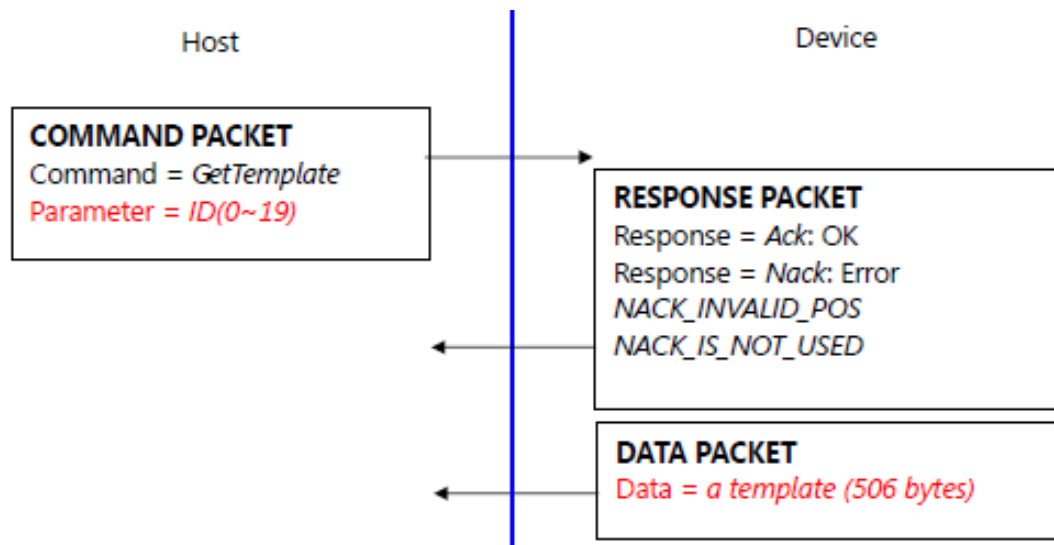 Host
Device
COMMAND PACKET
Command = GetTemplate
Parameter = ID(0~19)
RESPONSE PACKET
Response = Ack: OK
Response = Nack: Error
NACK_INVALID_POS
NACK_IS_NOT_USED
DATA PACKET
Data = a template (506 bytes)